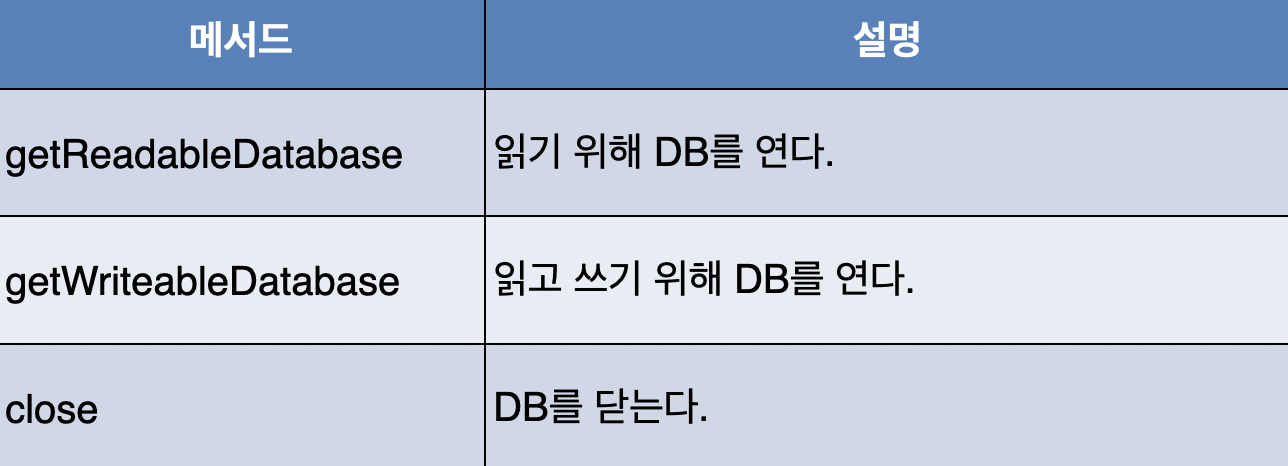 메서드
설명
getReadableDatabase
읽기 위해 DB를 연다.
getWriteableDatabase
읽고 쓰기 위해 DB를 연다.
close
DB를 닫는다.